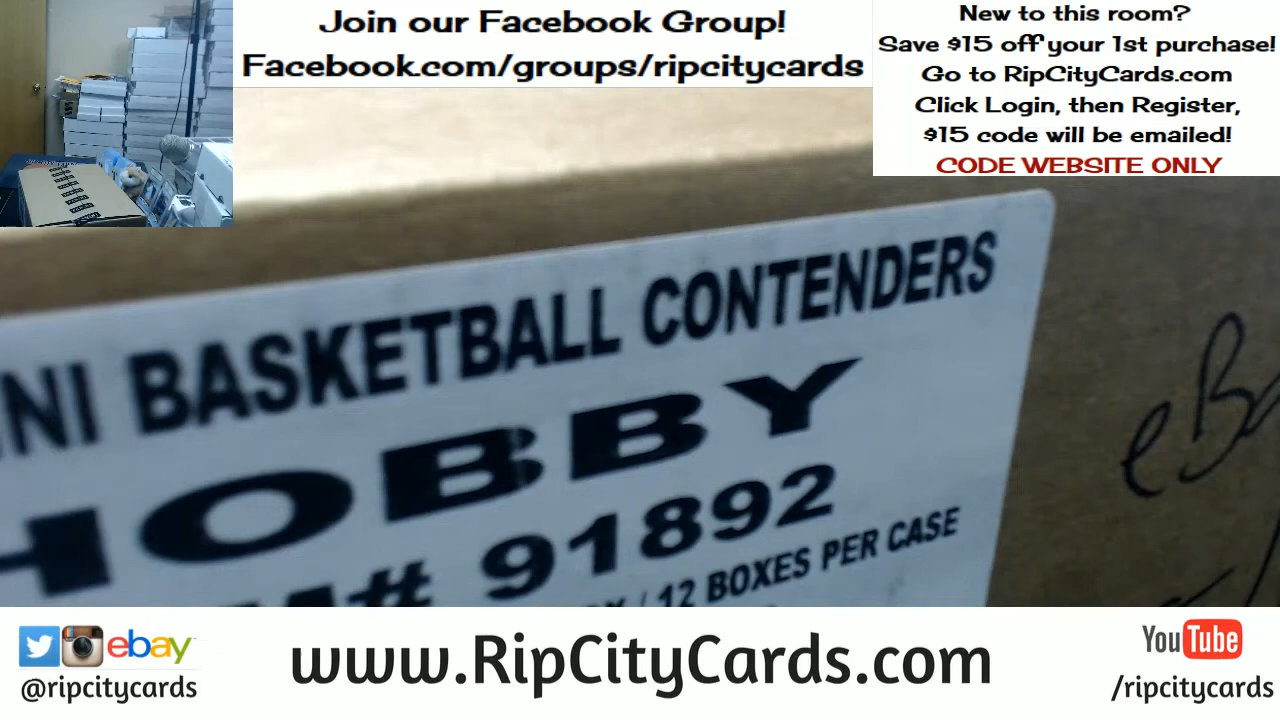 Join our Facebook Group!
Facebook.com/groups/ripcitycards
New to this room?
Save $15 off your 1st purchase!
Go to RipCityCards.com
Click Login, then Register,
$15 code will be emailed!
CODE WEBSITE ONLY
BASKETBALL CONTENDERS
HOBBY
# 91892
/ 12 BOXES PER CASE
ebay
@ripcitycards
www.RipCityCards.com
YouTube
/ripcitycards